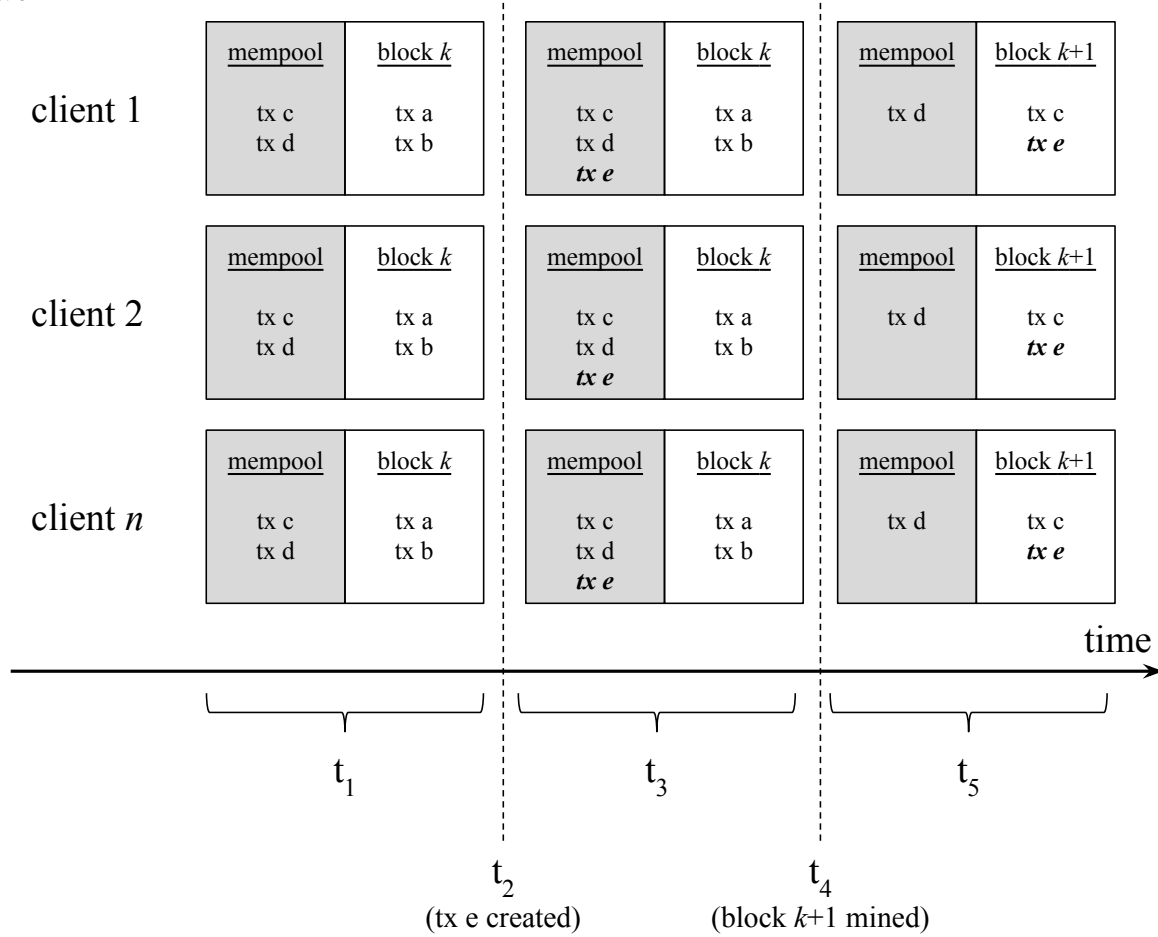 client 1
mempool block k
tx c tx a
tx d tx b
mempool block k
tx c tx a
tx d tx b
tx e
mempool block k+1
tx d tx c
tx e
client 2
mempool block k
tx c tx a
tx d tx b
mempool block k
tx c tx a
tx d tx b
tx e
mempool block k+1
tx d tx c
tx e
client n
mempool block k
tx c tx a
tx d tx b
mempool block k
tx c tx a
tx d tx b
tx e
mempool block k+1
tx d tx c
tx e
time
t1 t3 t5
t2 t4
(tx e created) (block k+1 mined)